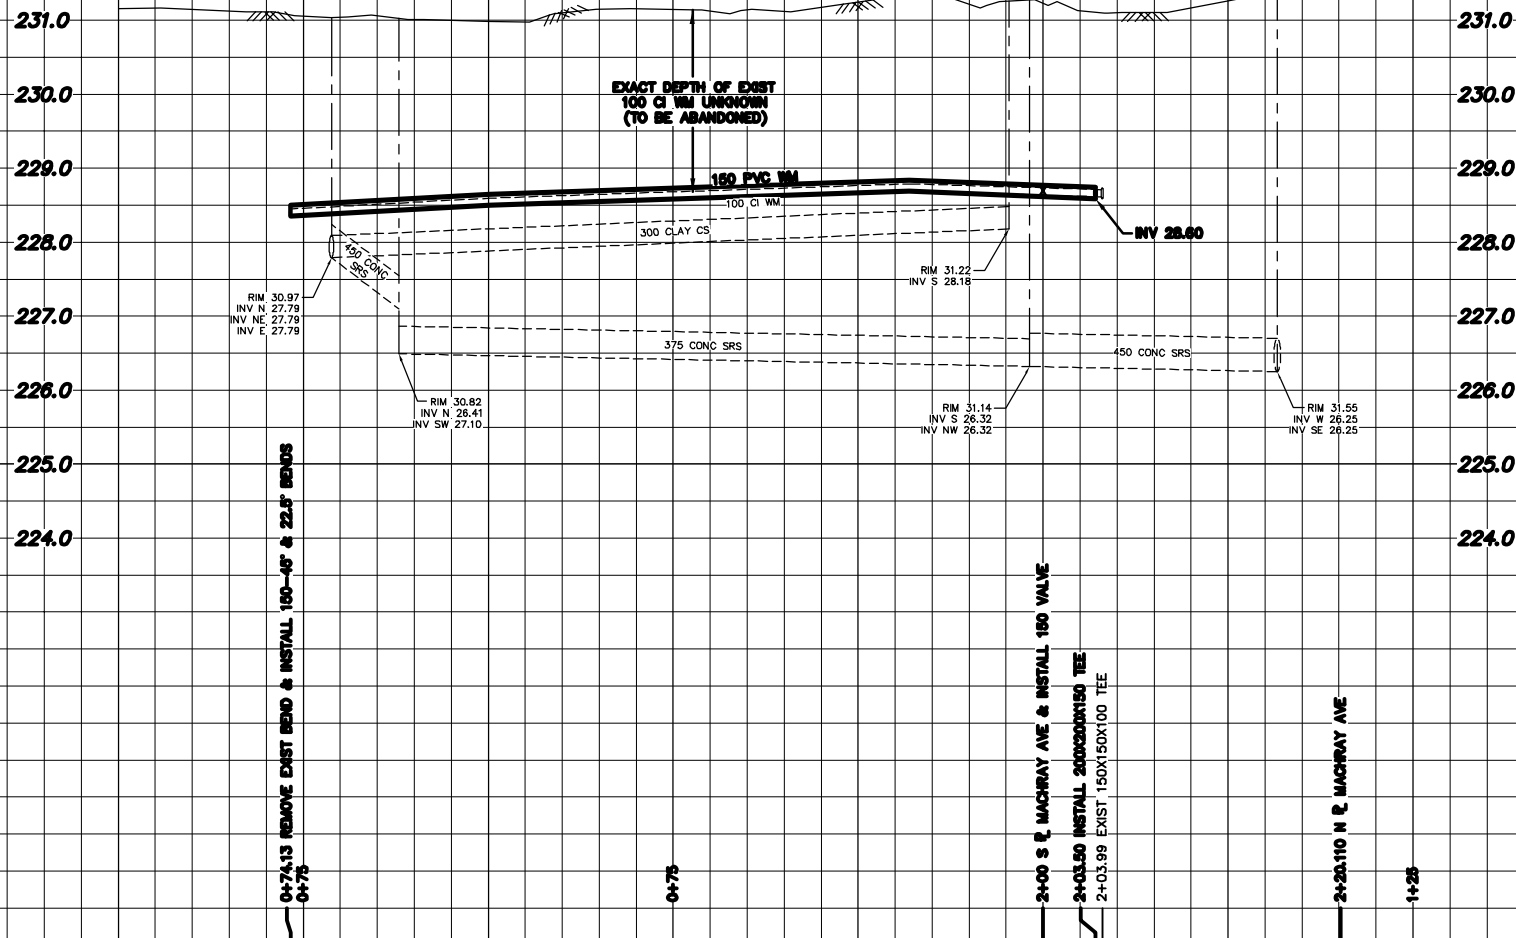 231.0
231.0
230.0
230.0
229.0
229.0
228.0
228.0
227.0
227.0
226.0
226.0
225.0
225.0
224.0
224.0
EXACT DEPTH OF EXIST
100 CI WM UNKNOWN
(TO BE ABANDONED)
150 PVC WM
100 CI WM
300 CLAY CS
450 CONC
SRS
INV 28.60
RIM 31.22
INV S 28.18
RIM 30.97
INV N 27.79
INV NE 27.79
INV E 27.79
375 CONC SRS
450 CONC SRS
RIM 30.82
INV N 26.41
INV SW 27.10
RIM 31.14
INV S 26.32
INV NW 26.32
RIM 31.55
INV W 26.25
INV SE 26.25
0+74.13 REMOVE EXIST BEND & INSTALL 150-45° & 22.5° BENDS
0+75
0+75
2+00 S PL MACHRAY AVE & INSTALL 150 VALVE
2+03.50 INSTALL 200X200X150 TEE
2+03.99 EXIST 150X150X100 TEE
2+20.110 N PL MACHRAY AVE
1+25